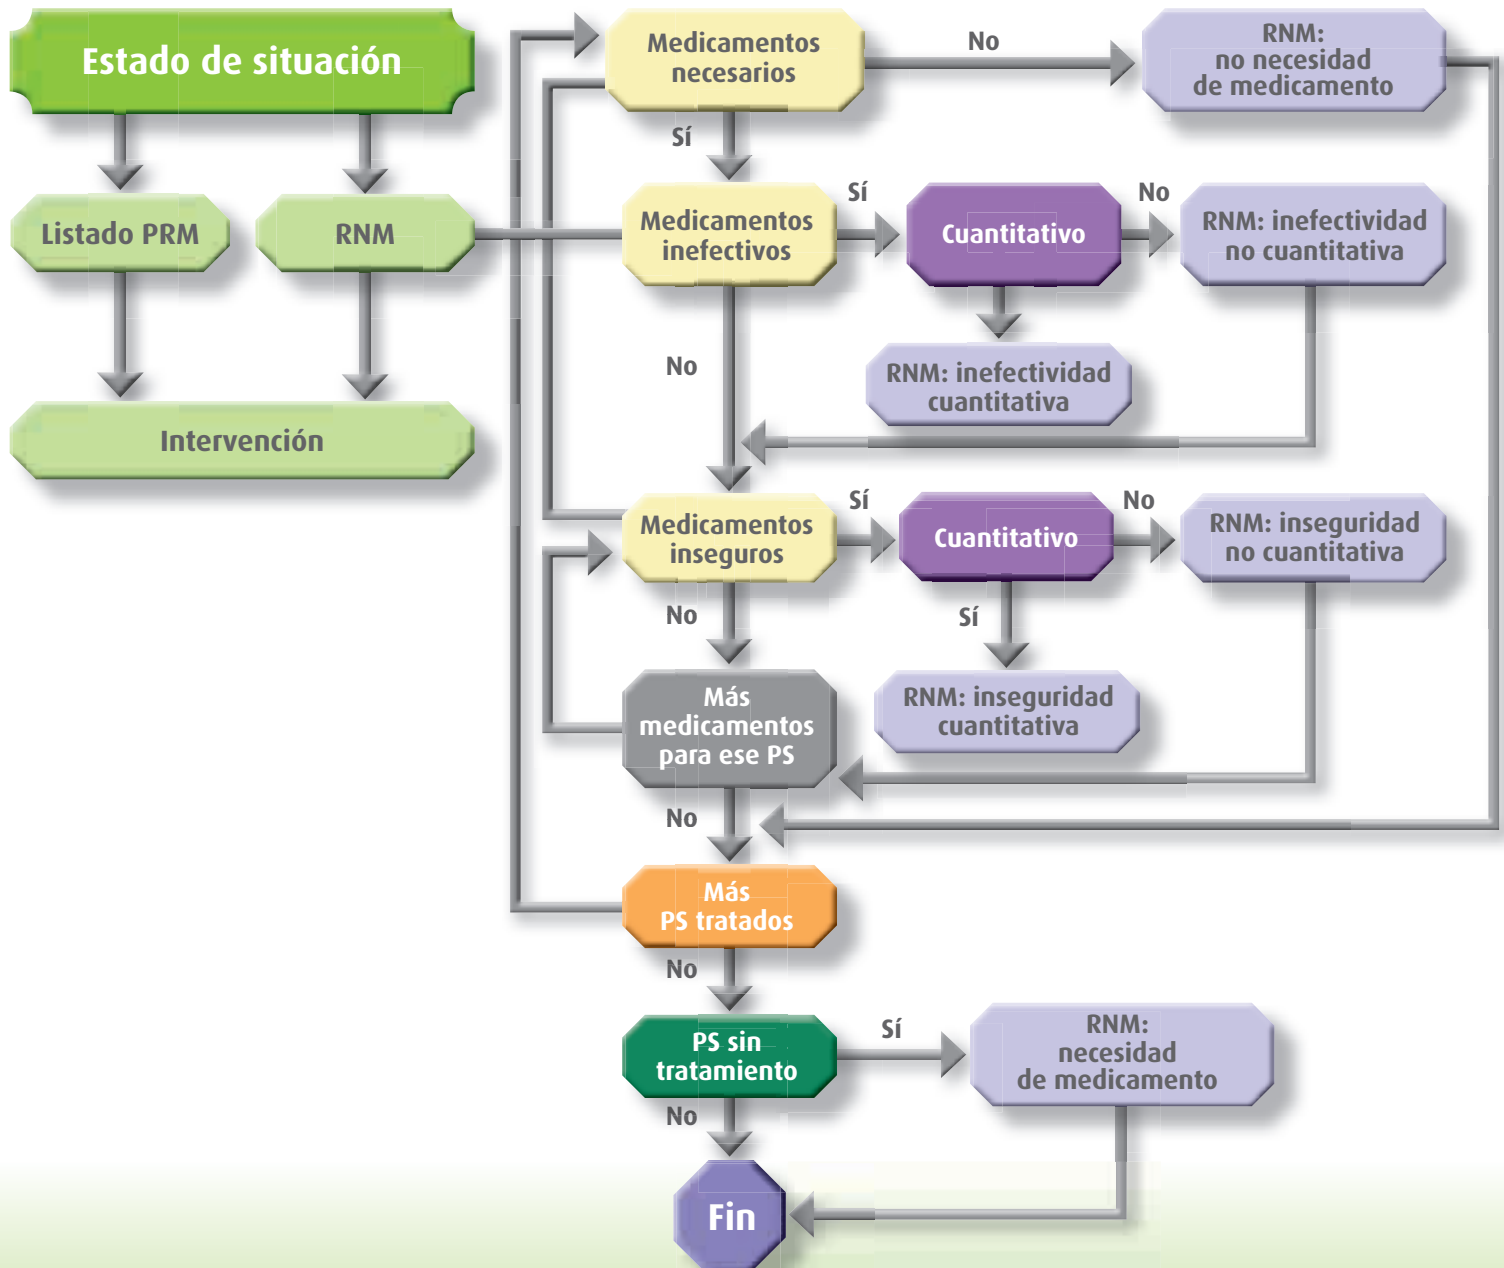 Estado de situación
Listado PRM
RNM
Intervención
Medicamentos
necesarios
No
RNM:
no necesidad
de medicamento
Sí
Medicamentos
inefectivos
Sí
Cuantitativo
No
RNM: inefectividad
no cuantitativa
RNM: inefectividad
cuantitativa
No
Medicamentos
inseguros
Sí
Cuantitativo
No
RNM: inseguridad
no cuantitativa
No
Sí
RNM: inseguridad
cuantitativa
Más
medicamentos
para ese PS
No
Más
PS tratados
No
PS sin
tratamiento
Sí
RNM:
necesidad
de medicamento
No
Fin